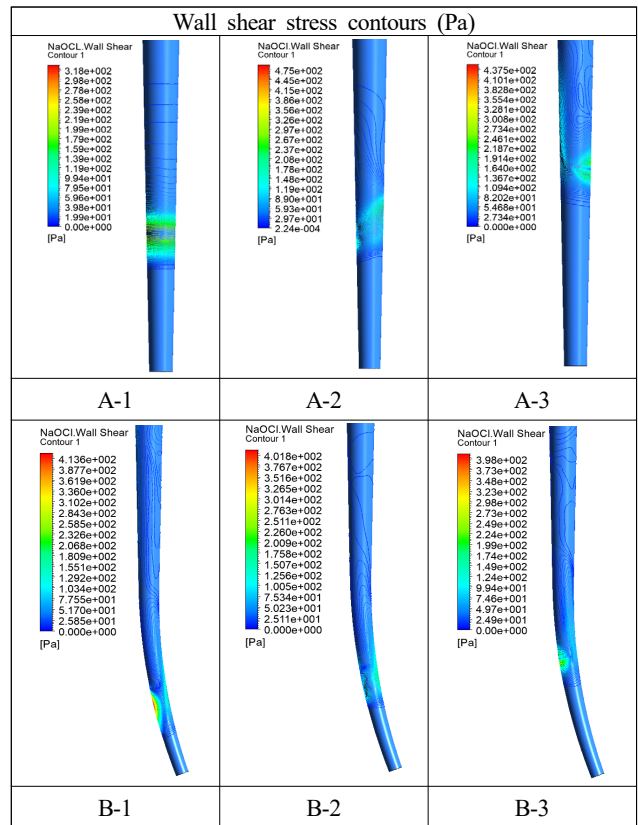 Wall shear stress contours (Pa)
NaOCL.Wall Shear
Contour 1
3.18e+002
2.98e+002
2.78e+002
2.58e+002
2.39e+002
2.19e+002
1.99e+002
1.79e+002
1.59e+002
1.39e+002
1.19e+002
9.94e+001
7.95e+001
5.96e+001
3.98e+001
1.99e+001
0.00e+000
[Pa]
NaOCl.Wall Shear
Contour 1
4.75e+002
4.45e+002
4.15e+002
3.86e+002
3.56e+002
3.26e+002
2.97e+002
2.67e+002
2.37e+002
2.08e+002
1.78e+002
1.48e+002
1.19e+002
8.90e+001
5.93e+001
2.97e+001
2.24e-004
[Pa]
NaOCl.Wall Shear
Contour 1
4.375e+002
4.101e+002
3.828e+002
3.554e+002
3.281e+002
3.008e+002
2.734e+002
2.461e+002
2.187e+002
1.914e+002
1.640e+002
1.367e+002
1.094e+002
8.202e+001
5.468e+001
2.734e+001
0.000e+000
[Pa]
A-1
A-2
A-3
NaOCl.Wall Shear
Contour 1
4.136e+002
3.877e+002
3.619e+002
3.360e+002
3.102e+002
2.843e+002
2.585e+002
2.326e+002
2.068e+002
1.809e+002
1.551e+002
1.292e+002
1.034e+002
7.755e+001
5.170e+001
2.585e+001
0.000e+000
[Pa]
NaOCl.Wall Shear
Contour 1
4.018e+002
3.767e+002
3.516e+002
3.265e+002
3.014e+002
2.763e+002
2.511e+002
2.260e+002
2.009e+002
1.758e+002
1.507e+002
1.256e+002
1.005e+002
7.534e+001
5.023e+001
2.511e+001
0.000e+000
[Pa]
NaOCl.Wall Shear
Contour 1
3.98e+002
3.73e+002
3.48e+002
3.23e+002
2.98e+002
2.73e+002
2.49e+002
2.24e+002
1.99e+002
1.74e+002
1.49e+002
1.24e+002
9.94e+001
7.46e+001
4.97e+001
2.49e+001
0.00e+000
[Pa]
B-1
B-2
B-3